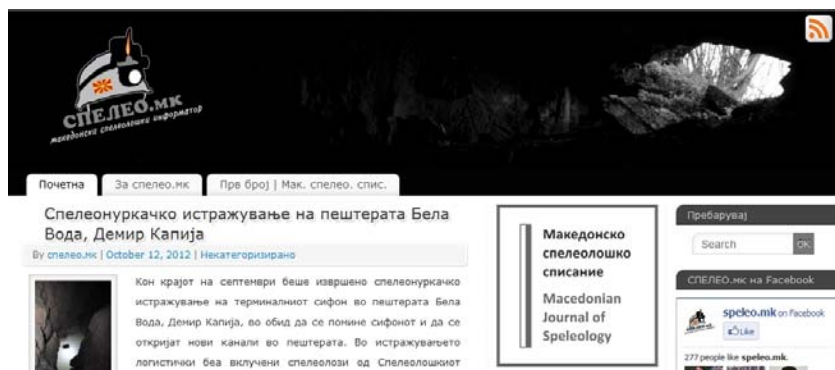 СПЕЛЕО.МК
македонски спелеолошки информатор
Почетна
За спелео.мк
Прв број | Мак. спелео. спис.
Спелеонуркачко истражување на пештерата Бела
Вода, Демир Капија
By спелео.мк | October 12, 2012 | Некатегоризирано
Кон крајот на септември беше извршено спелеонуркачко
истражување на терминалниот сифон во пештерата Бела
Вода, Демир Капија, во обид да се помине сифонот и да се
откријат нови канали во пештерата. Во истражувањето
логистички беа вклучени спелеолози од Спелеолошкиот
Македонско
спелеолошко
списание
Macedonian
Journal of
Speleology
Пребарувај
Search
OK
СПЕЛЕО.мк на Facebook
speleo.mk on Facebook
Like
277 people like speleo.mk.